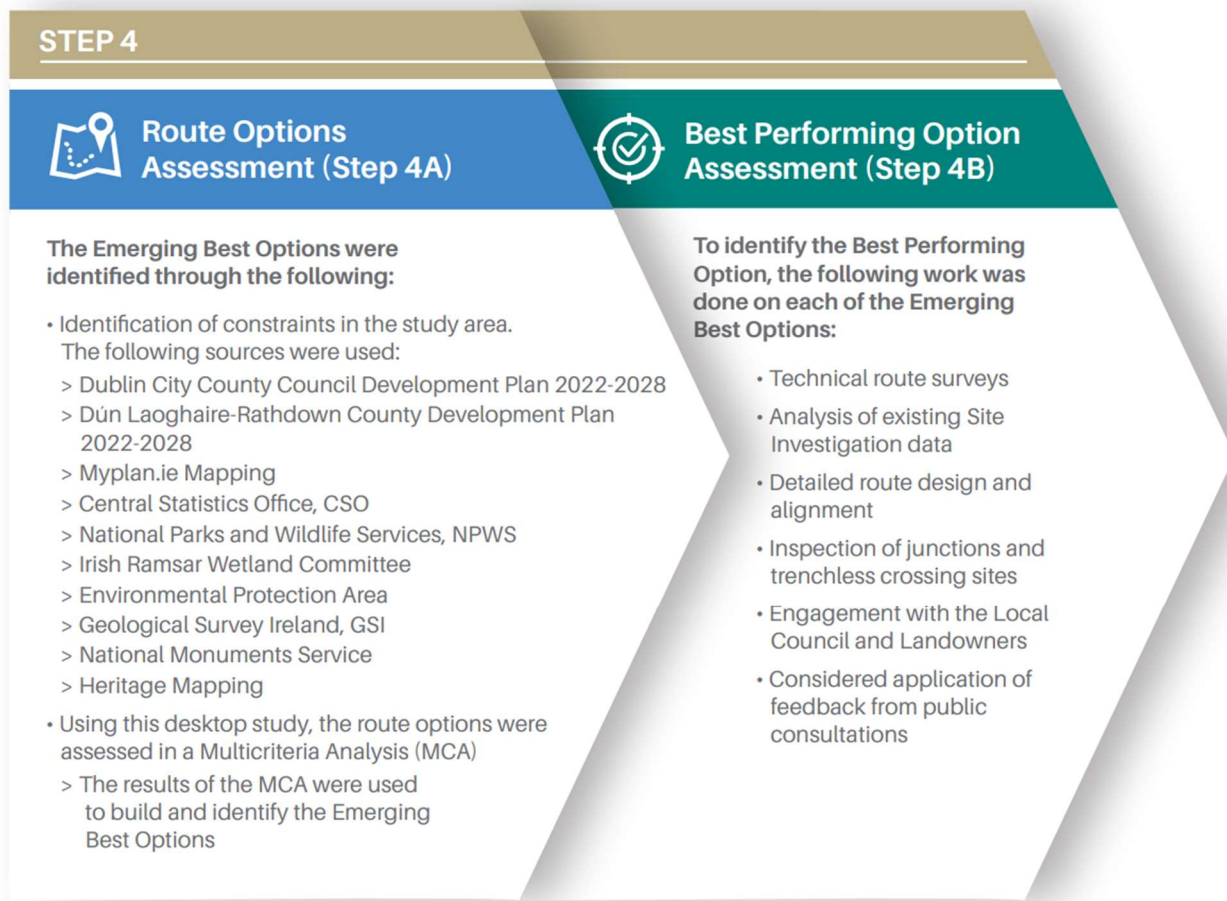 STEP 4
Route Options
Assessment (Step 4A)
The Emerging Best Options were
identified through the following:
• Identification of constraints in the study area.
The following sources were used:
> Dublin City County Council Development Plan 2022-2028
> Dún Laoghaire-Rathdown County Development Plan
2022-2028
> Myplan.ie Mapping
> Central Statistics Office, CSO
> National Parks and Wildlife Services, NPWS
> Irish Ramsar Wetland Committee
> Environmental Protection Area
> Geological Survey Ireland, GSI
> National Monuments Service
> Heritage Mapping
• Using this desktop study, the route options were
assessed in a Multicriteria Analysis (MCA)
> The results of the MCA were used
to build and identify the Emerging
Best Options
Best Performing Option
Assessment (Step 4B)
To identify the Best Performing
Option, the following work was
done on each of the Emerging
Best Options:
• Technical route surveys
• Analysis of existing Site
Investigation data
• Detailed route design and
alignment
• Inspection of junctions and
trenchless crossing sites
• Engagement with the Local
Council and Landowners
• Considered application of
feedback from public
consultations